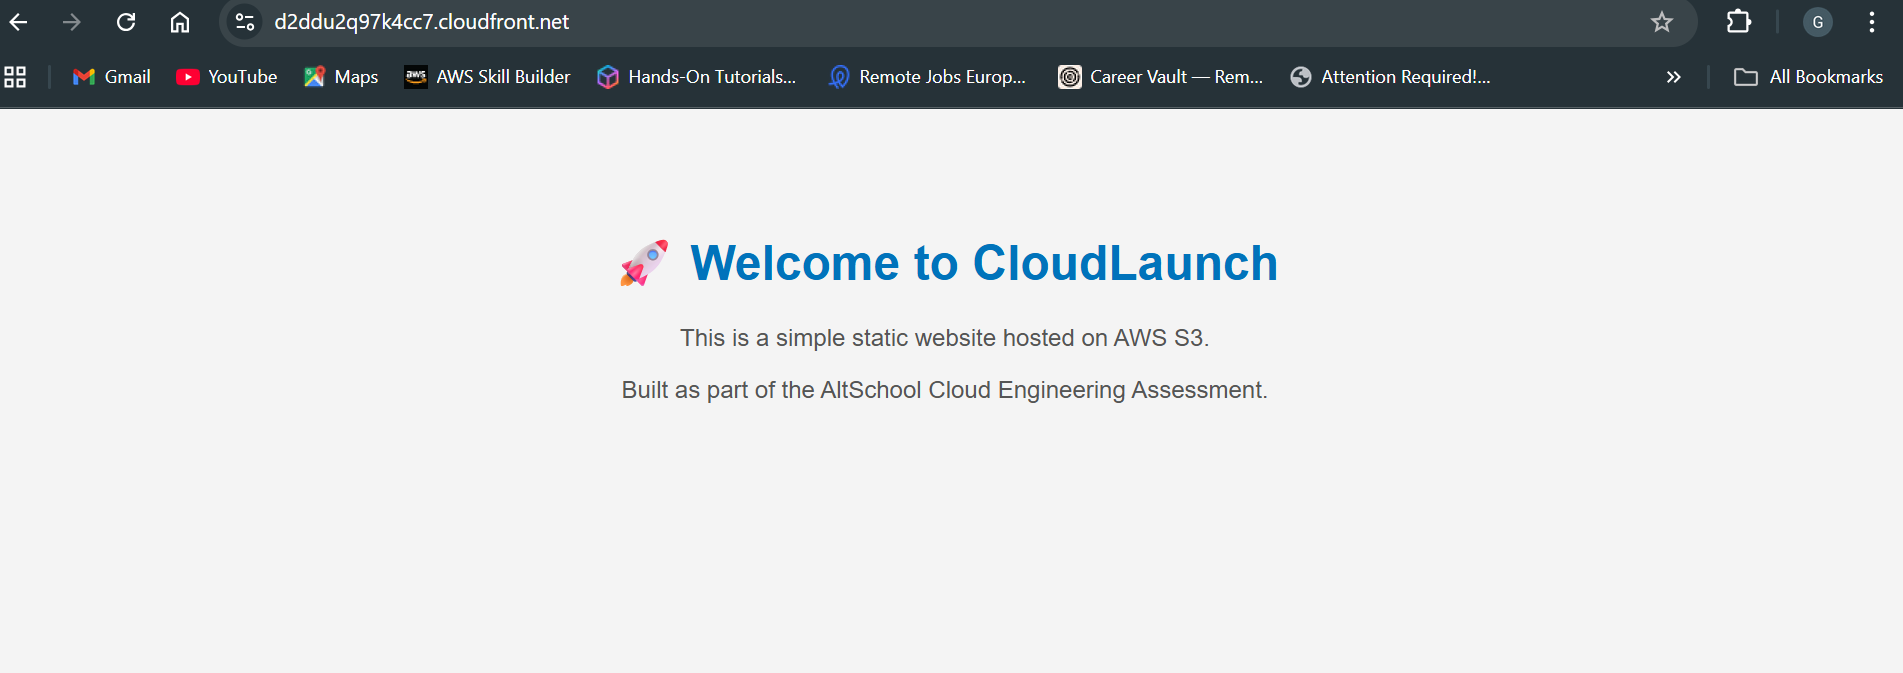 d2ddu2q97k4cc7.cloudfront.net
G
Gmail
YouTube
Maps
aws
AWS Skill Builder
Hands-On Tutorials...
Remote Jobs Europ...
Career Vault — Rem...
Attention Required!...
All Bookmarks
🚀 Welcome to CloudLaunch
This is a simple static website hosted on AWS S3.
Built as part of the AltSchool Cloud Engineering Assessment.